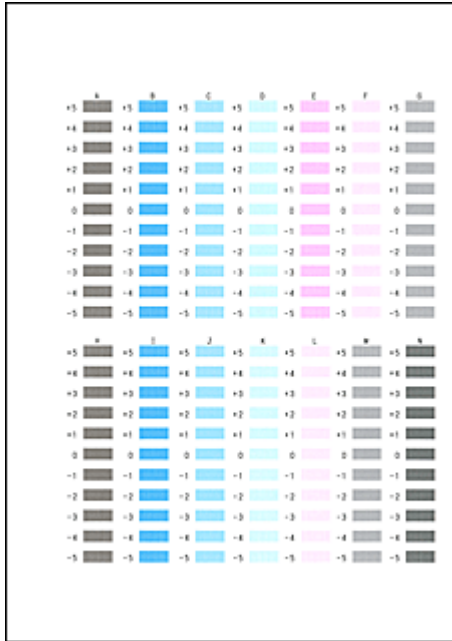 A B C D E F G
+5 +5 +5 +5 +5 +5 +5
+4 +4 +4 +4 +4 +4 +4
+3 +3 +3 +3 +3 +3 +3
+2 +2 +2 +2 +2 +2 +2
+1 +1 +1 +1 +1 +1 +1
0 0 0 0 0 0 0
-1 -1 -1 -1 -1 -1 -1
-2 -2 -2 -2 -2 -2 -2
-3 -3 -3 -3 -3 -3 -3
-4 -4 -4 -4 -4 -4 -4
-5 -5 -5 -5 -5 -5 -5
H I J K L M N
+5 +5 +5 +5 +5 +5 +5
+4 +4 +4 +4 +4 +4 +4
+3 +3 +3 +3 +3 +3 +3
+2 +2 +2 +2 +2 +2 +2
+1 +1 +1 +1 +1 +1 +1
0 0 0 0 0 0 0
-1 -1 -1 -1 -1 -1 -1
-2 -2 -2 -2 -2 -2 -2
-3 -3 -3 -3 -3 -3 -3
-4 -4 -4 -4 -4 -4 -4
-5 -5 -5 -5 -5 -5 -5